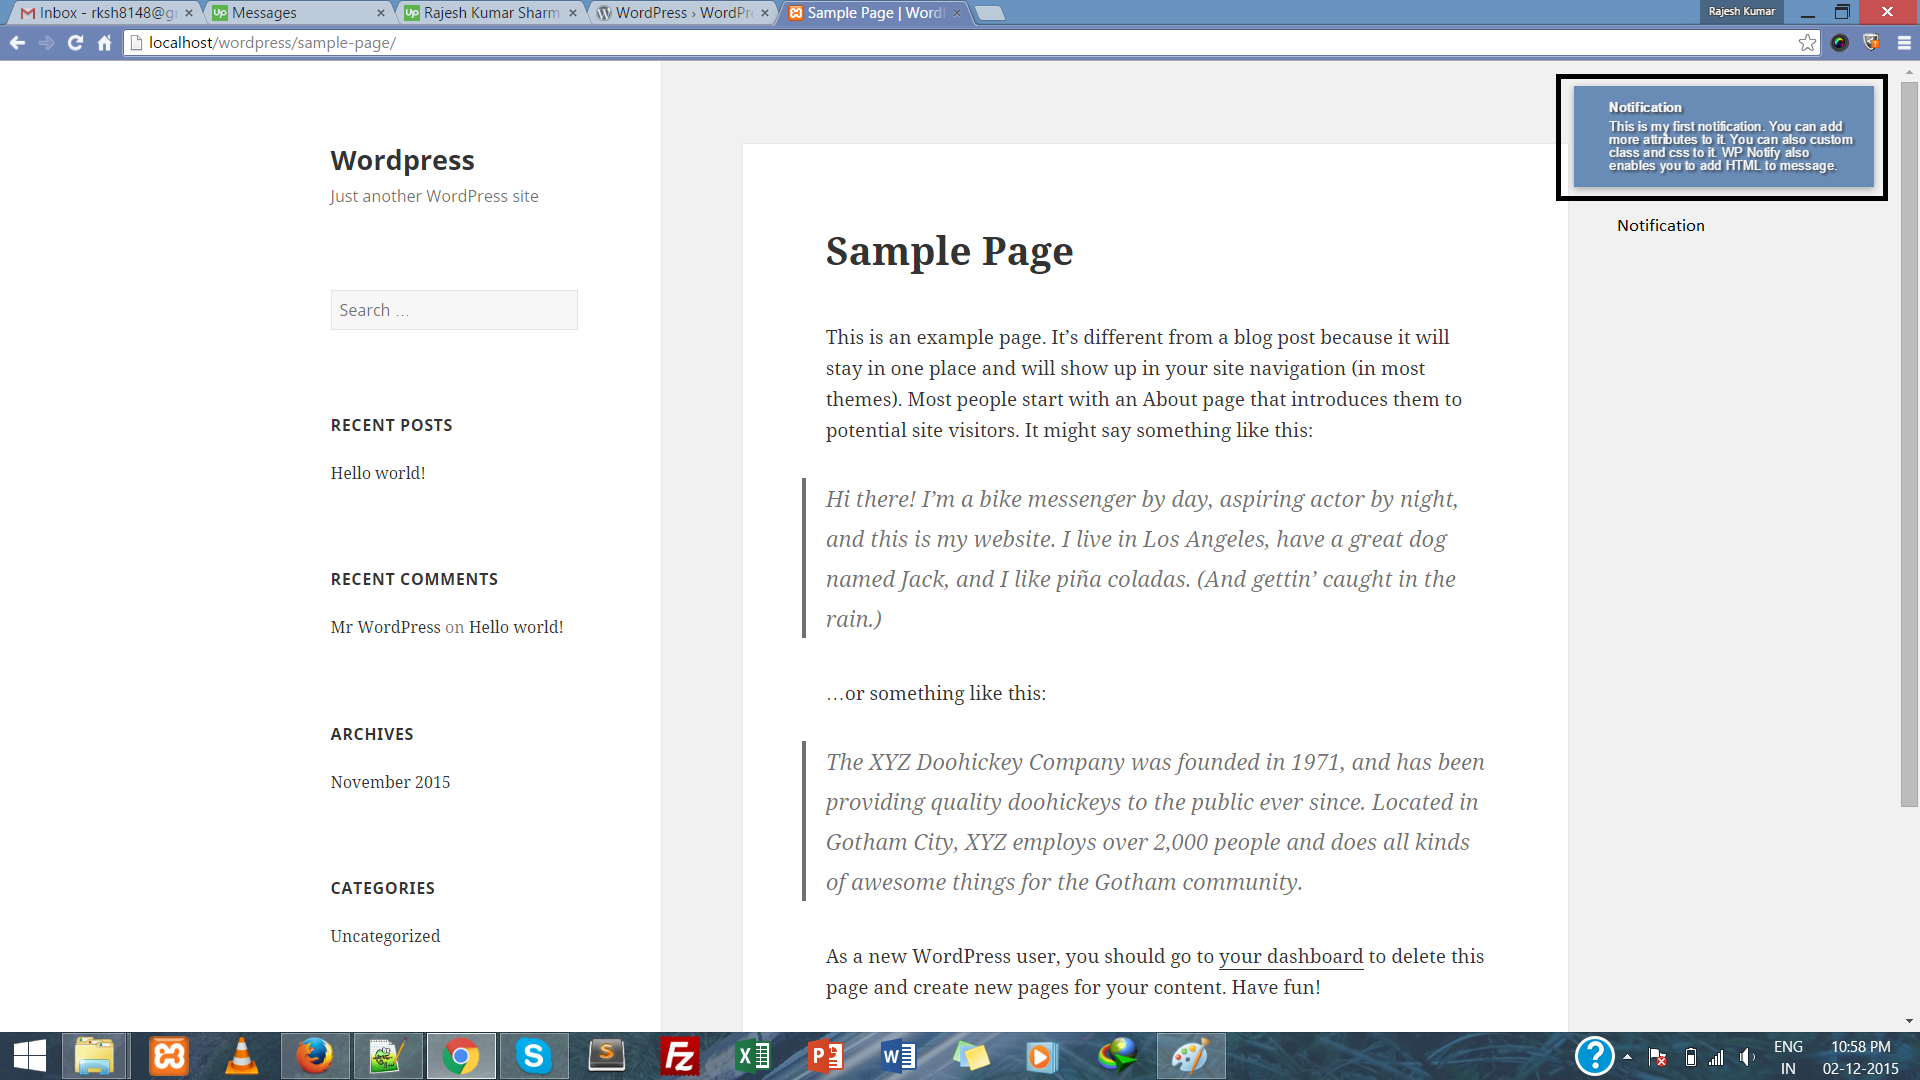 Inbox - rksh8148@g
Messages
Rajesh Kumar Sharm
WordPress › WordPr
Sample Page | Word
Rajesh Kumar
localhost/wordpress/sample-page/
Wordpress
Just another WordPress site
Search …
RECENT POSTS
Hello world!
RECENT COMMENTS
Mr WordPress on Hello world!
ARCHIVES
November 2015
CATEGORIES
Uncategorized
Sample Page
This is an example page. It’s different from a blog post because it will
stay in one place and will show up in your site navigation (in most
themes). Most people start with an About page that introduces them to
potential site visitors. It might say something like this:
Hi there! I’m a bike messenger by day, aspiring actor by night,
and this is my website. I live in Los Angeles, have a great dog
named Jack, and I like piña coladas. (And gettin’ caught in the
rain.)
…or something like this:
The XYZ Doohickey Company was founded in 1971, and has been
providing quality doohickeys to the public ever since. Located in
Gotham City, XYZ employs over 2,000 people and does all kinds
of awesome things for the Gotham community.
As a new WordPress user, you should go to your dashboard to delete this
page and create new pages for your content. Have fun!
Notification
This is my first notification. You can add
more attributes to it. You can also custom
class and css to it. WP Notify also
enables you to add HTML to message.
Notification
ENG
IN
10:58 PM
02-12-2015